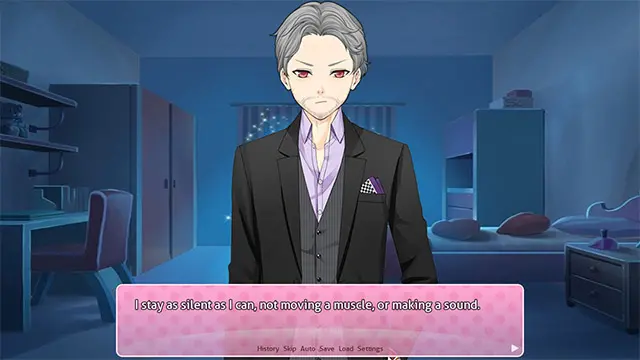 I stay as silent as I can, not moving a muscle, or making a sound.
History Skip Auto Save Load Settings